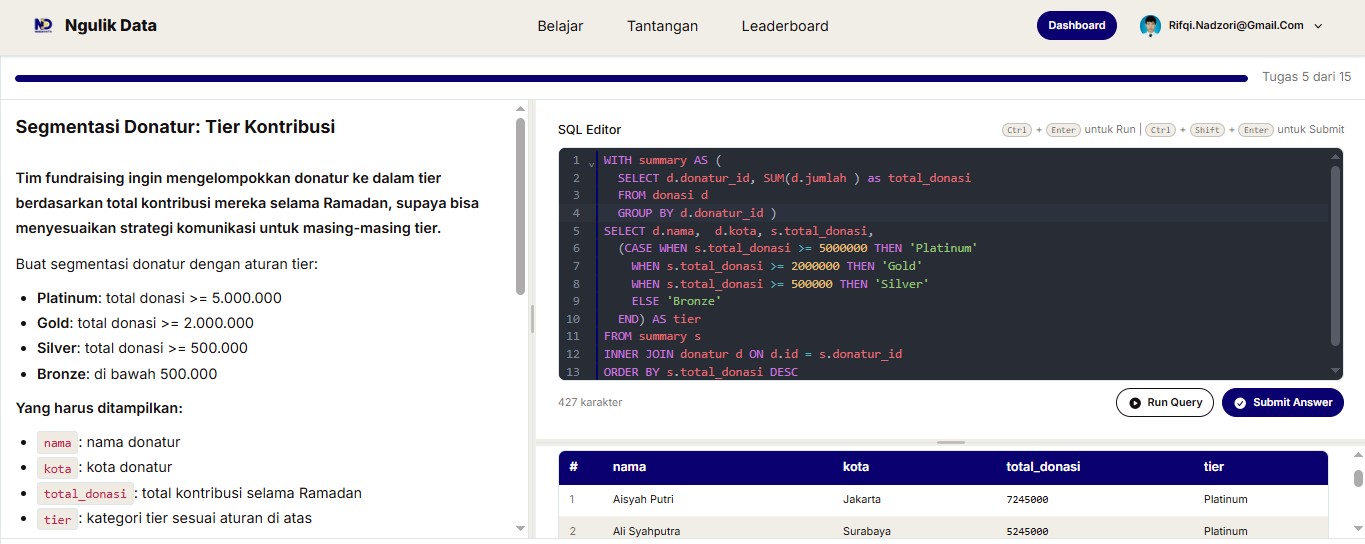 Ngulik Data
Belajar
Tantangan
Leaderboard
Dashboard
Rifqi.Nadzori@Gmail.Com
Tugas 5 dari 15
Segmentasi Donatur: Tier Kontribusi
Tim fundraising ingin mengelompokkan donatur ke dalam tier
berdasarkan total kontribusi mereka selama Ramadan, supaya bisa
menyesuaikan strategi komunikasi untuk masing-masing tier.
Buat segmentasi donatur dengan aturan tier:
• Platinum: total donasi >= 5.000.000
• Gold: total donasi >= 2.000.000
• Silver: total donasi >= 500.000
• Bronze: di bawah 500.000
Yang harus ditampilkan:
• nama : nama donatur
• kota : kota donatur
• total_donasi : total kontribusi selama Ramadan
• tier : kategori tier sesuai aturan di atas
SQL Editor
Ctrl + Enter untuk Run | Ctrl + Shift + Enter untuk Submit
1 WITH summary AS (
2   SELECT d.donatur_id, SUM(d.jumlah ) as total_donasi
3   FROM donasi d
4   GROUP BY d.donatur_id )
5 SELECT d.nama,  d.kota, s.total_donasi,
6   (CASE WHEN s.total_donasi >= 5000000 THEN 'Platinum'
7     WHEN s.total_donasi >= 2000000 THEN 'Gold'
8     WHEN s.total_donasi >= 500000 THEN 'Silver'
9     ELSE 'Bronze'
10   END) AS tier
11 FROM summary s
12 INNER JOIN donatur d ON d.id = s.donatur_id
13 ORDER BY s.total_donasi DESC
427 karakter
Run Query
Submit Answer
# nama kota total_donasi tier
1 Aisyah Putri Jakarta 7245000 Platinum
2 Ali Syahputra Surabaya 5245000 Platinum